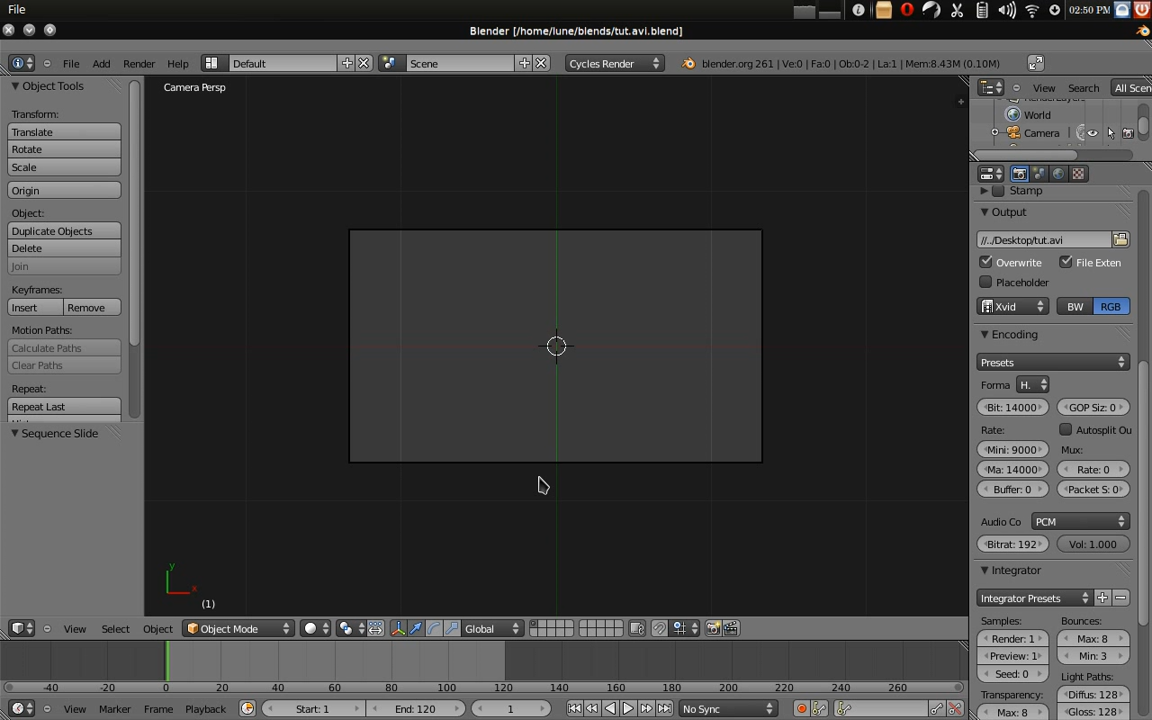 File
02:50 PM
Blender [/home/lune/blends/tut.avi.blend]
File Add Render Help Default Scene Cycles Render blender.org 261 | Ve:0 | Fa:0 | Ob:0-2 | La:1 | Mem:8.43M (0.10M)
Object Tools
Transform:
Translate
Rotate
Scale
Origin
Object:
Duplicate Objects
Delete
Join
Keyframes:
Insert Remove
Motion Paths:
Calculate Paths
Clear Paths
Repeat:
Repeat Last
Sequence Slide
Camera Persp
y
x
(1)
View Search All Scen
World
Camera
Stamp
Output
//../Desktop/tut.avi
Overwrite File Exten
Placeholder
Xvid BW RGB
Encoding
Presets
Forma H.
Bit: 14000 GOP Siz: 0
Rate: Autosplit Ou
Mini: 9000 Mux:
Ma: 14000 Rate: 0
Buffer: 0 Packet S: 0
Audio Co PCM
Bitrat: 192 Vol: 1.000
Integrator
Integrator Presets
Samples: Bounces:
Render: 1 Max: 8
Preview: 1 Min: 3
Seed: 0 Light Paths:
Transparency: Diffus: 128
Max: 8 Gloss: 128
View Select Object Object Mode Global
-40 -20 0 20 40 60 80 100 120 140 160 180 200 220 240 260
View Marker Frame Playback Start: 1 End: 120 1 No Sync